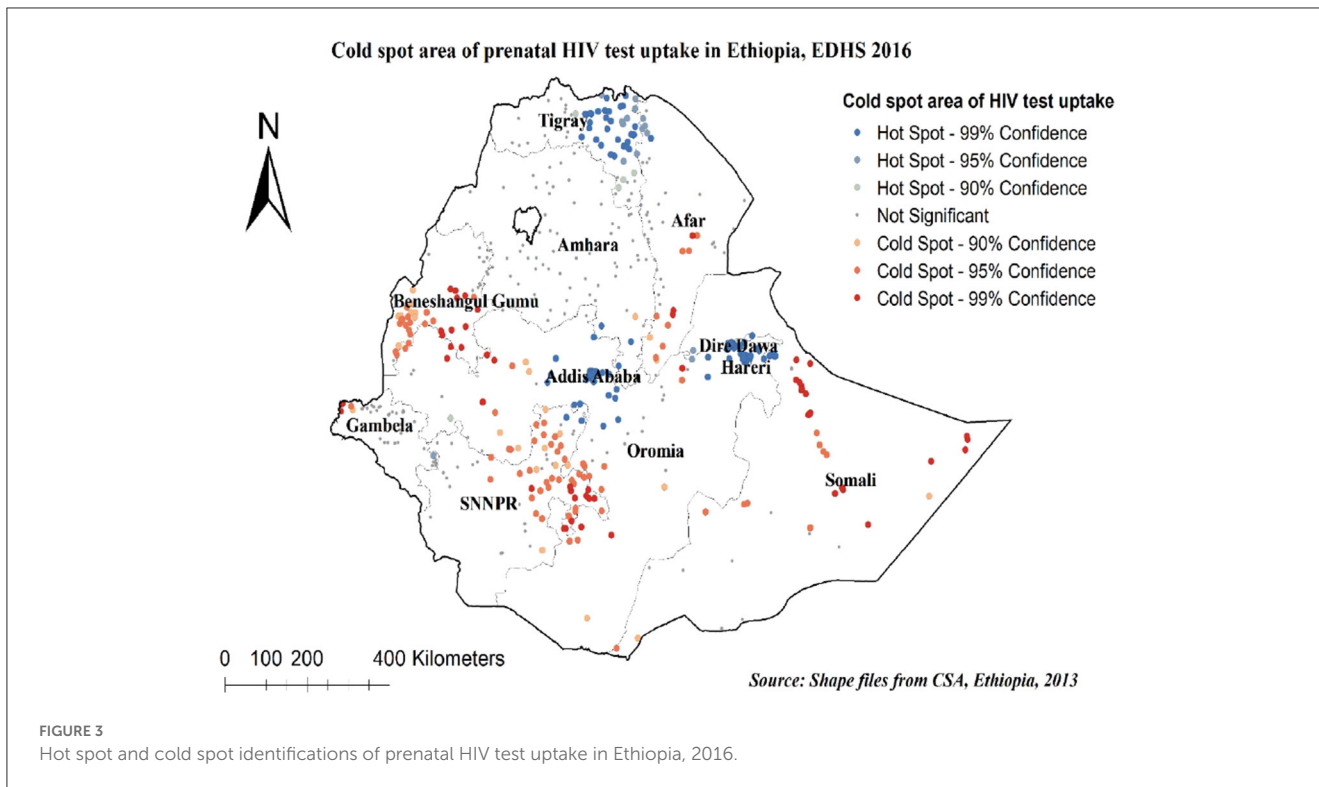 Cold spot area of prenatal HIV test uptake in Ethiopia, EDHS 2016
N
Cold spot area of HIV test uptake
Hot Spot - 99% Confidence
Hot Spot - 95% Confidence
Hot Spot - 90% Confidence
Not Significant
Cold Spot - 90% Confidence
Cold Spot - 95% Confidence
Cold Spot - 99% Confidence
Tigray
Afar
Amhara
Beneshangul Gumu
Dire Dawa
Hareri
Addis Ababa
Gambela
Oromia
Somali
SNNPR
0 100 200 400 Kilometers
Source: Shape files from CSA, Ethiopia, 2013
FIGURE 3
Hot spot and cold spot identifications of prenatal HIV test uptake in Ethiopia, 2016.